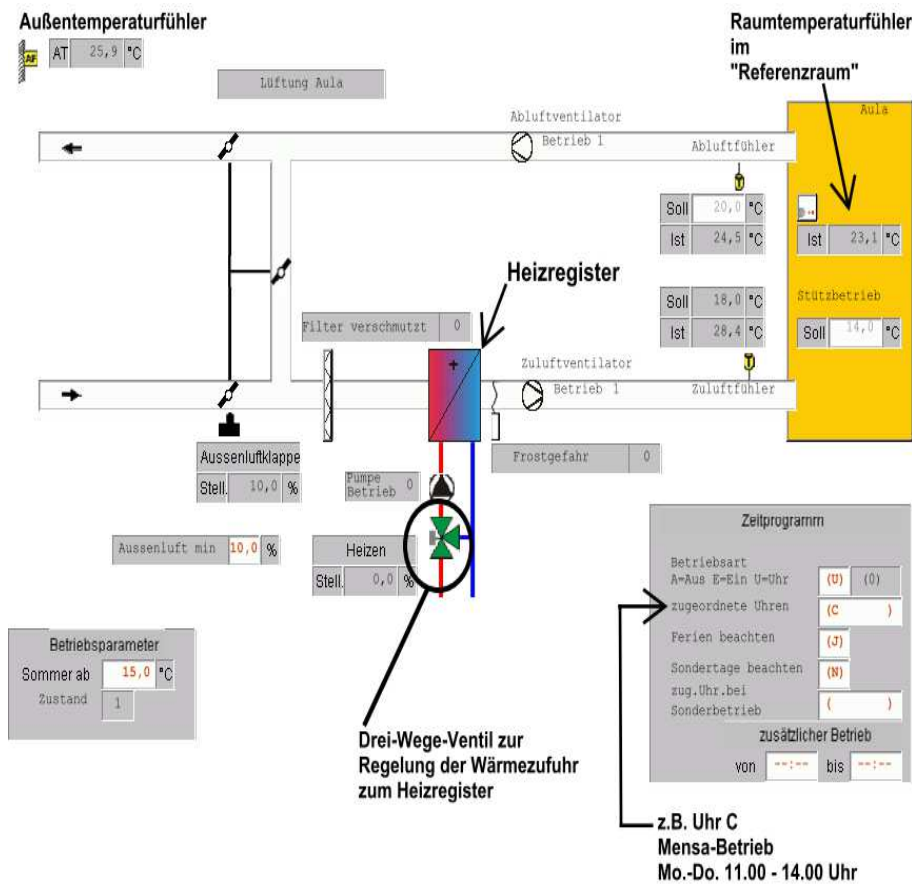 Außentemperaturfühler
AF AT 25,9 °C
Raumtemperaturfühler
im
"Referenzraum"
Lüftung Aula
Aula
Abluftventilator
Betrieb 1
Abluftfühler
T
Soll 20,0 °C
Ist 24,5 °C
Ist 23,1 °C
Heizregister
Soll 18,0 °C
Ist 28,4 °C
Stützbetrieb
Soll 14,0 °C
Filter verschmutzt 0
+
Zuluftventilator
Betrieb 1
T
Zuluftfühler
Aussenluftklappe
Stell. 10,0 %
Frostgefahr 0
Pumpe
Betrieb 0
Aussenluft min 10,0 %
Heizen
Stell. 0,0 %
Betriebsparameter
Sommer ab 15,0 °C
Zustand 1
Zeitprogramm
Betriebsart
A=Aus E=Ein U=Uhr (U) (0)
zugeordnete Uhren (C )
Ferien beachten (J)
Sondertage beachten (N)
zug.Uhr.bei
Sonderbetrieb ( )
zusätzlicher Betrieb
von --:-- bis --:--
Drei-Wege-Ventil zur
Regelung der Wärmezufuhr
zum Heizregister
z.B. Uhr C
Mensa-Betrieb
Mo.-Do. 11.00 - 14.00 Uhr